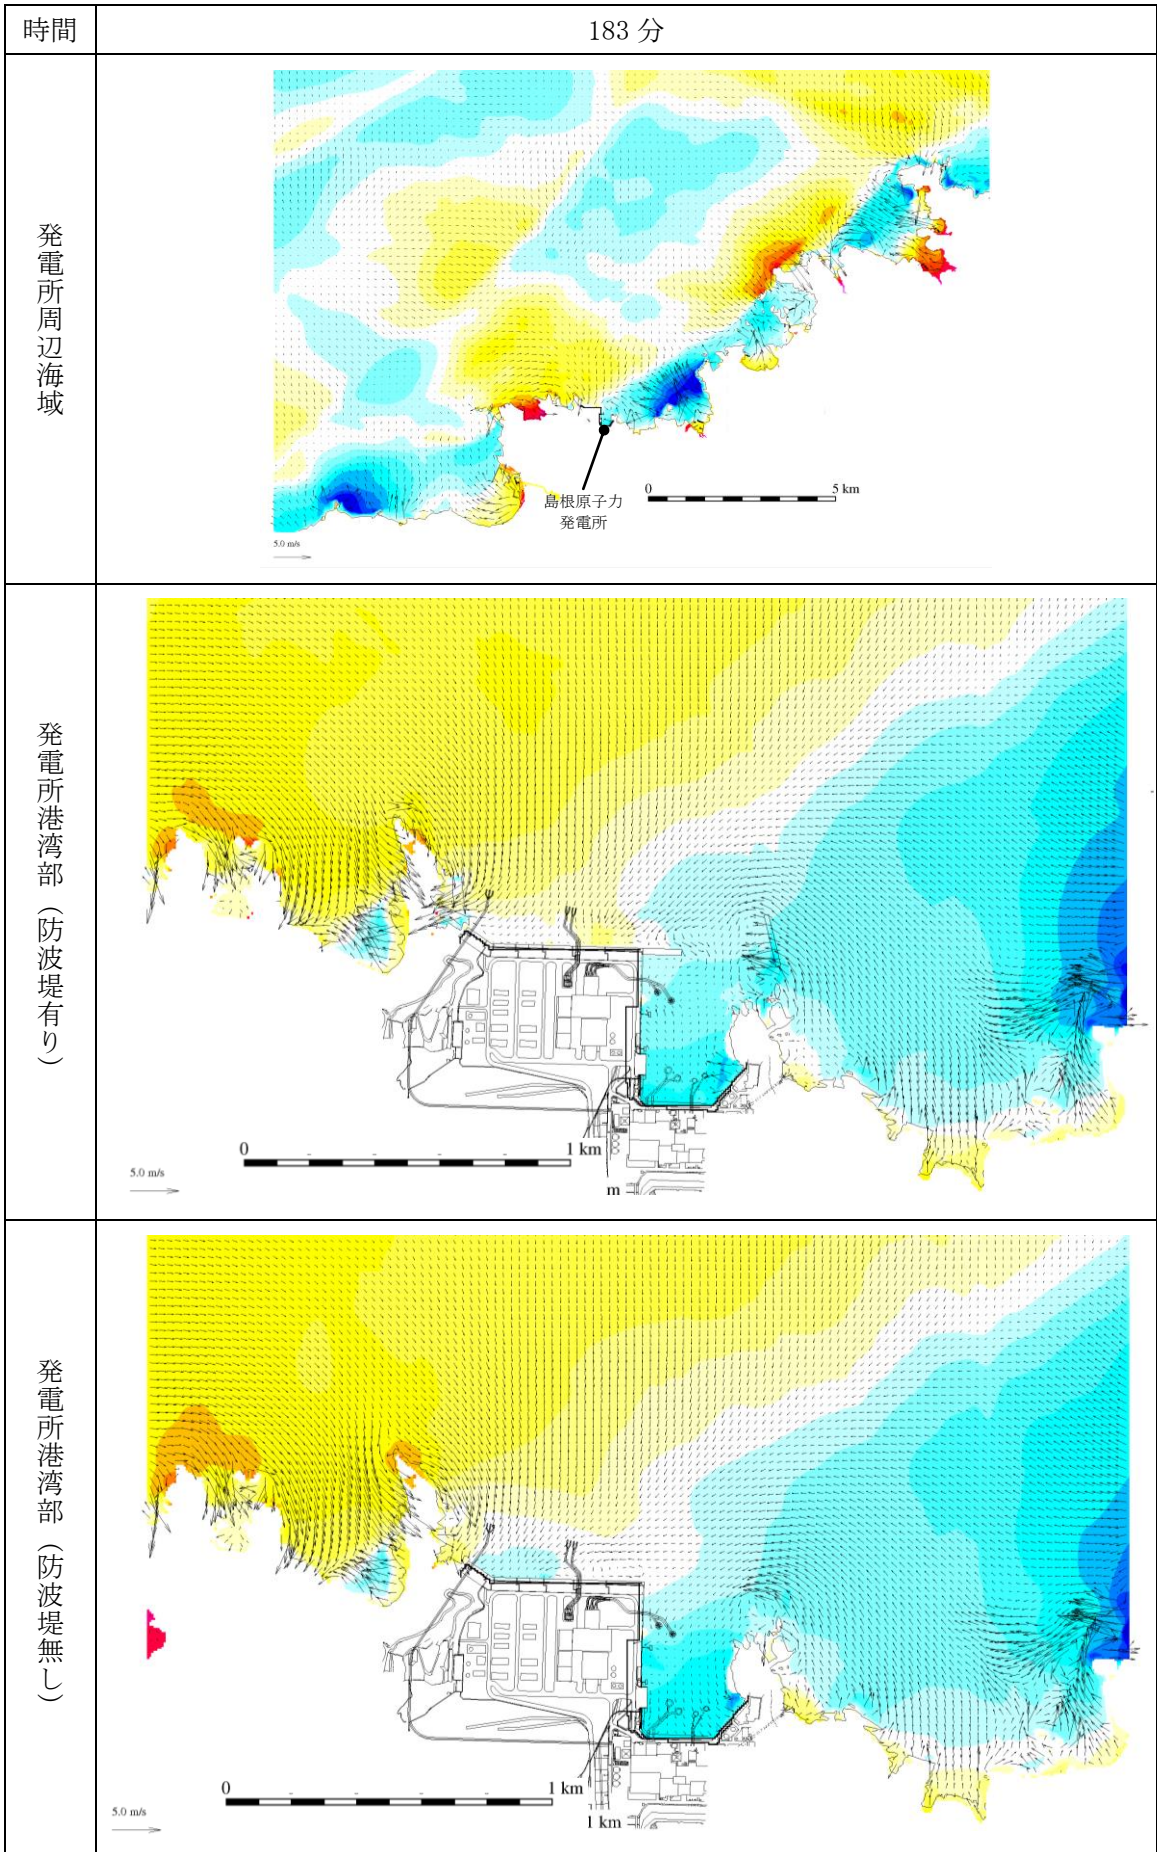 時間
183 分
発電所周辺海域
島根原子力
発電所
0
5 km
5.0 m/s
発電所港湾部（防波堤有り）
0
1 km
5.0 m/s
m
発電所港湾部（防波堤無し）
0
1 km
5.0 m/s
1 km